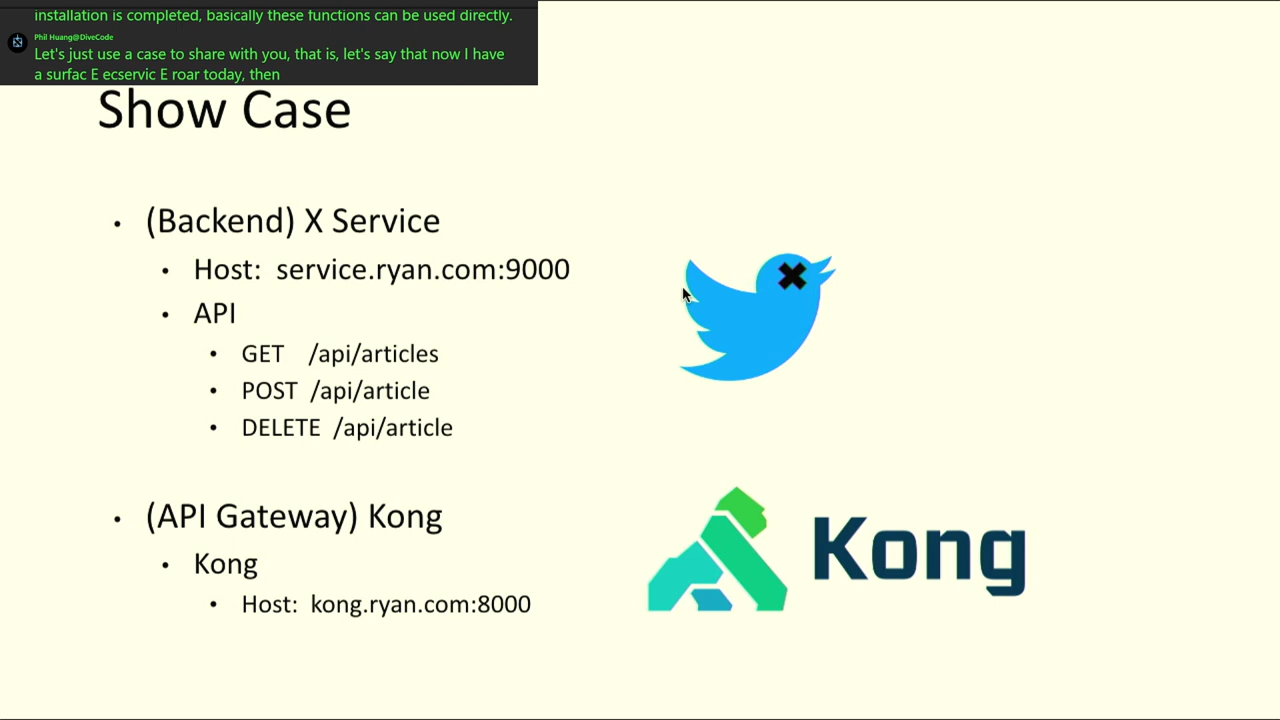 installation is completed, basically these functions can be used directly.
Phil Huang@DiveCode
Let's just use a case to share with you, that is, let's say that now I have
a surfac E ecservic E roar today, then
Show Case
• (Backend) X Service
• Host: service.ryan.com:9000
• API
• GET /api/articles
• POST /api/article
• DELETE /api/article
• (API Gateway) Kong
• Kong
• Host: kong.ryan.com:8000
Kong